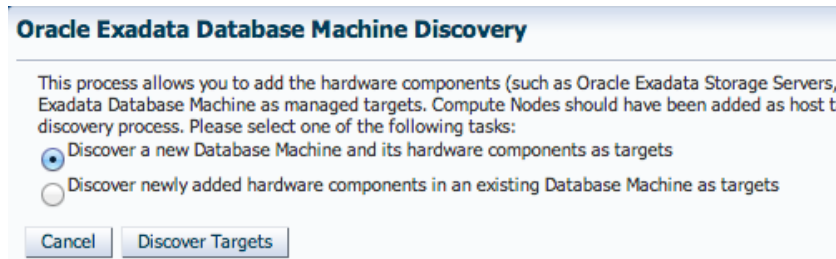 Oracle Exadata Database Machine Discovery
This process allows you to add the hardware components (such as Oracle Exadata Storage Servers,
Exadata Database Machine as managed targets. Compute Nodes should have been added as host t
discovery process. Please select one of the following tasks:
Discover a new Database Machine and its hardware components as targets
Discover newly added hardware components in an existing Database Machine as targets
Cancel Discover Targets